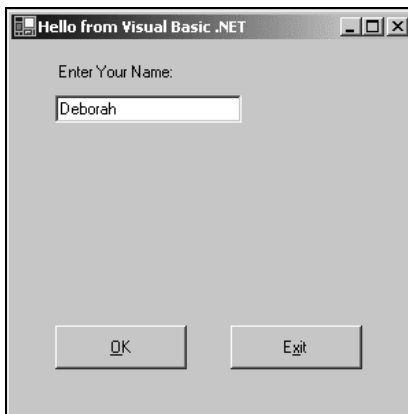 Hello from Visual Basic .NET
Enter Your Name:
Deborah
OK
Exit